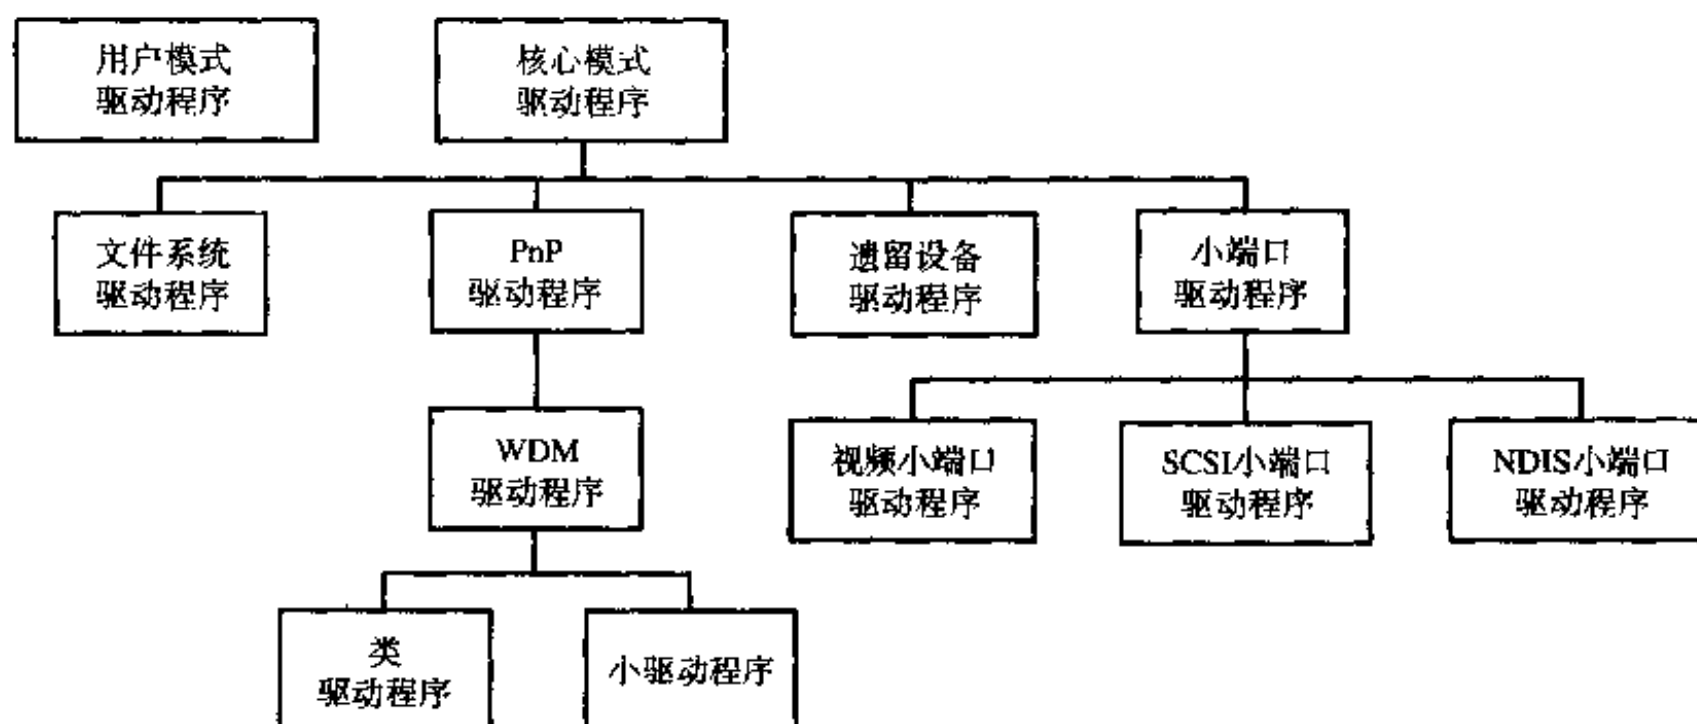 用户模式
驱动程序
核心模式
驱动程序
文件系统
驱动程序
PnP
驱动程序
遗留设备
驱动程序
小端口
驱动程序
WDM
驱动程序
视频小端口
驱动程序
SCSI小端口
驱动程序
NDIS小端口
驱动程序
类
驱动程序
小驱动程序